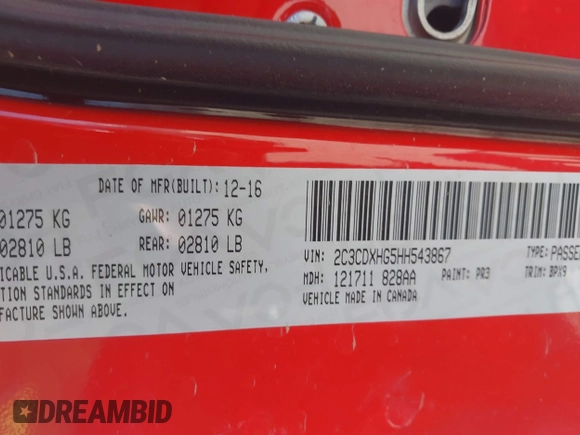 DATE OF MFR(BUILT): 12-16
01275 KG GAWR: 01275 KG
02810 LB REAR: 02810 LB
ICABLE U.S.A. FEDERAL MOTOR VEHICLE SAFETY,
TION STANDARDS IN EFFECT ON
FACTURE SHOWN ABOVE.
VIN: 2C3CDXHG5HH543867 TYPE: PASSE
MDH: 121711 828AA PAINT: PR3 TRIM: BPX9
VEHICLE MADE IN CANADA
DREAMBID